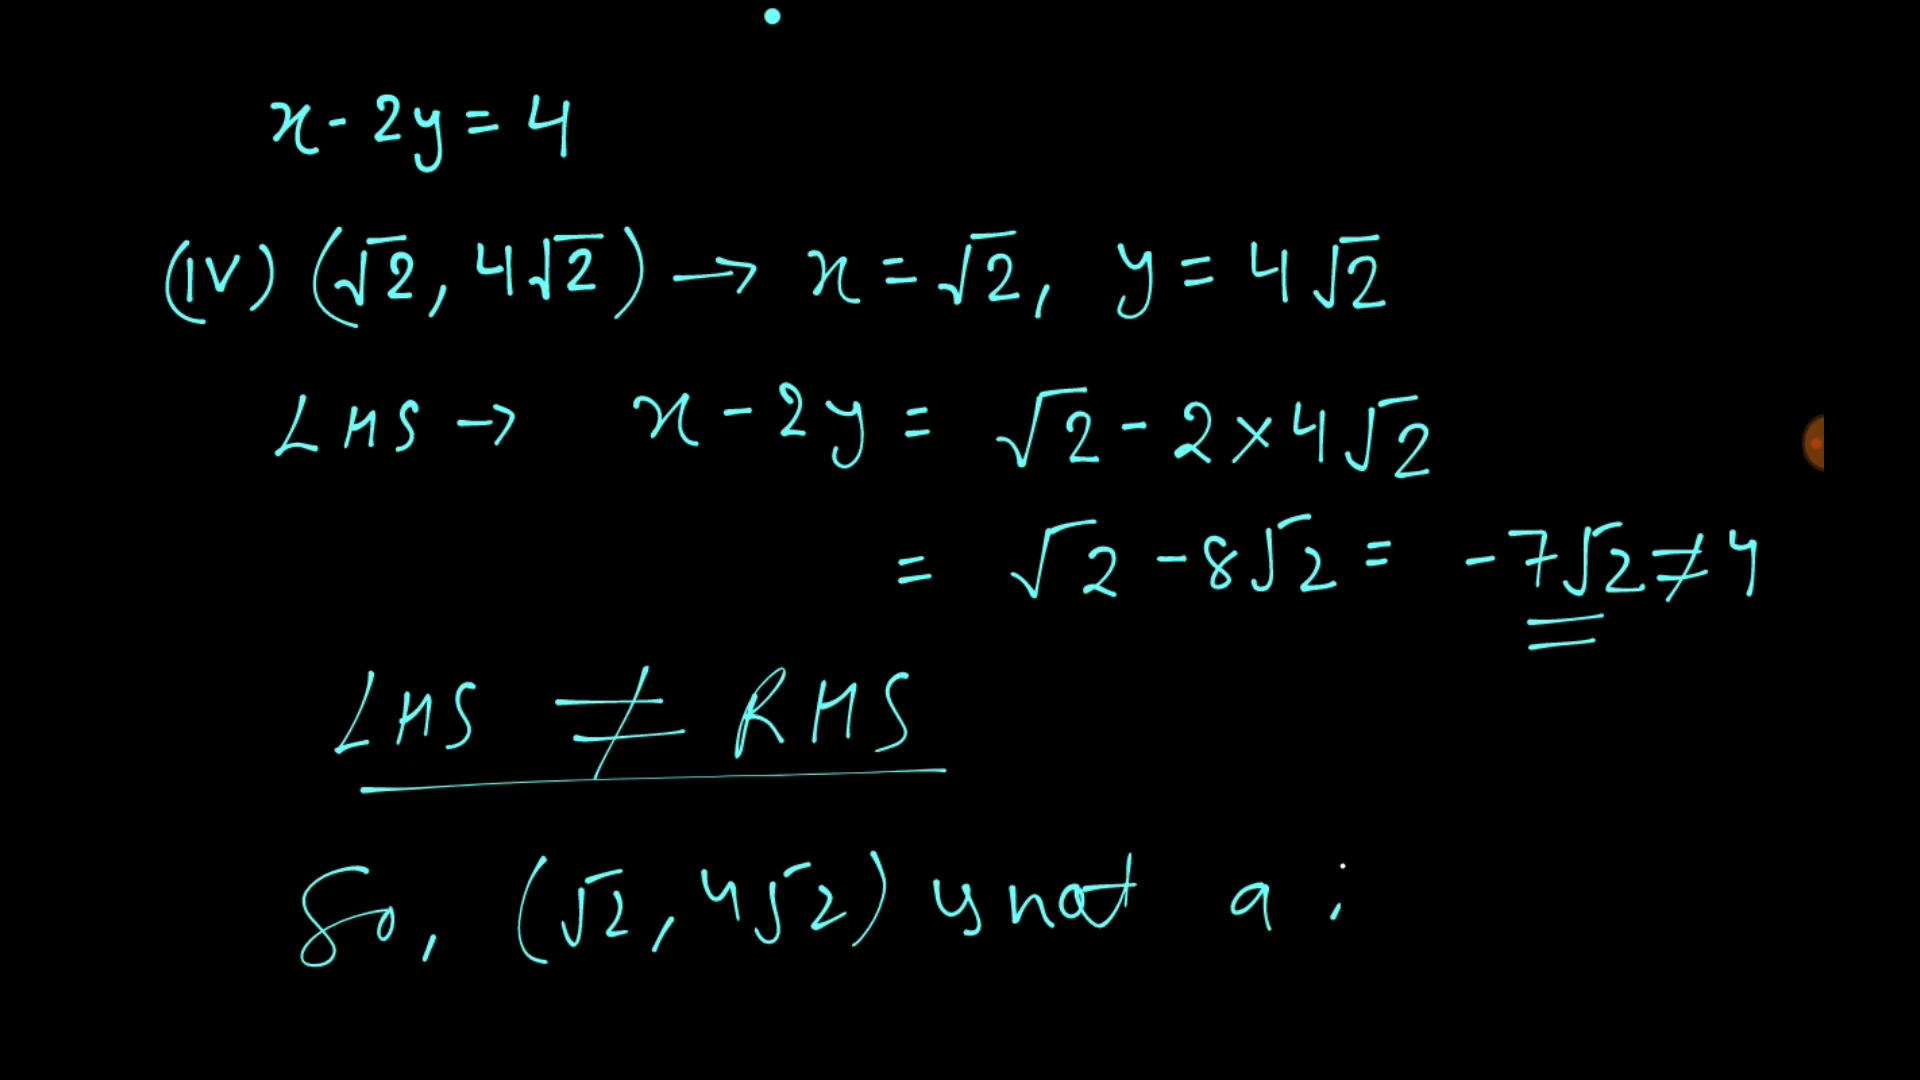 x - 2y = 4
(iv) (√2, 4√2) → x = √2, y = 4√2
LHS → x - 2y = √2 - 2×4√2
= √2 - 8√2 = -7√2 ≠ 4
LHS ≠ RHS
So, (√2, 4√2) is not a